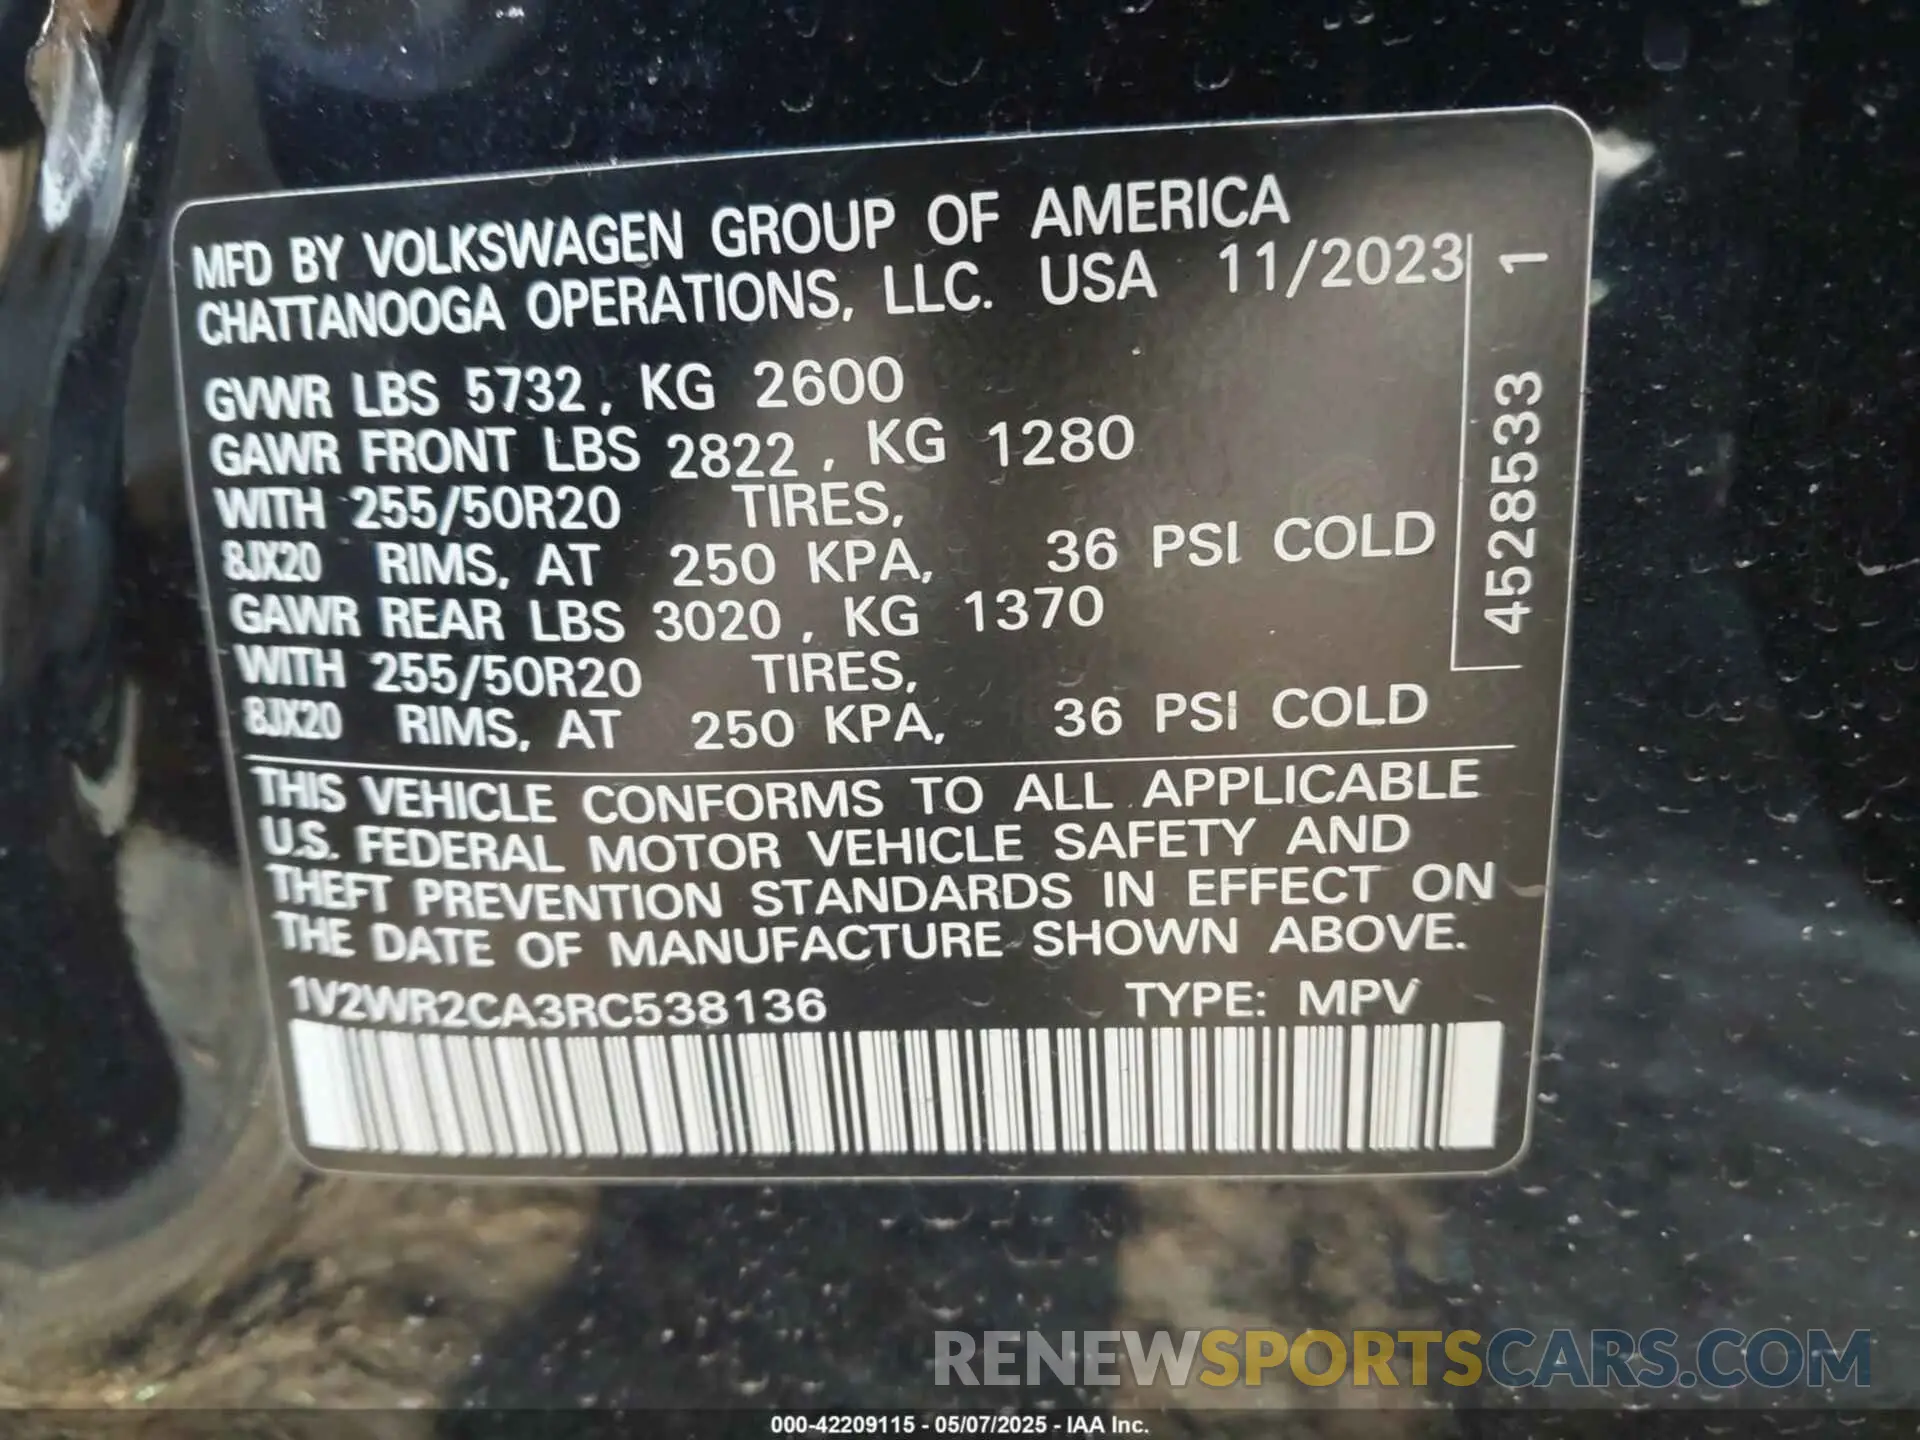 MFD BY VOLKSWAGEN GROUP OF AMERICA
CHATTANOOGA OPERATIONS, LLC. USA 11/2023
GVWR LBS 5732, KG 2600
GAWR FRONT LBS 2822, KG 1280
WITH 255/50R20 TIRES,
8JX20 RIMS, AT 250 KPA, 36 PSI COLD
GAWR REAR LBS 3020, KG 1370
WITH 255/50R20 TIRES,
8JX20 RIMS, AT 250 KPA, 36 PSI COLD
4528533 1
THIS VEHICLE CONFORMS TO ALL APPLICABLE
U.S. FEDERAL MOTOR VEHICLE SAFETY AND
THEFT PREVENTION STANDARDS IN EFFECT ON
THE DATE OF MANUFACTURE SHOWN ABOVE.
1V2WR2CA3RC538136 TYPE: MPV
RENEWSPORTSCARS.COM
000-42209115 - 05/07/2025 - IAA Inc.